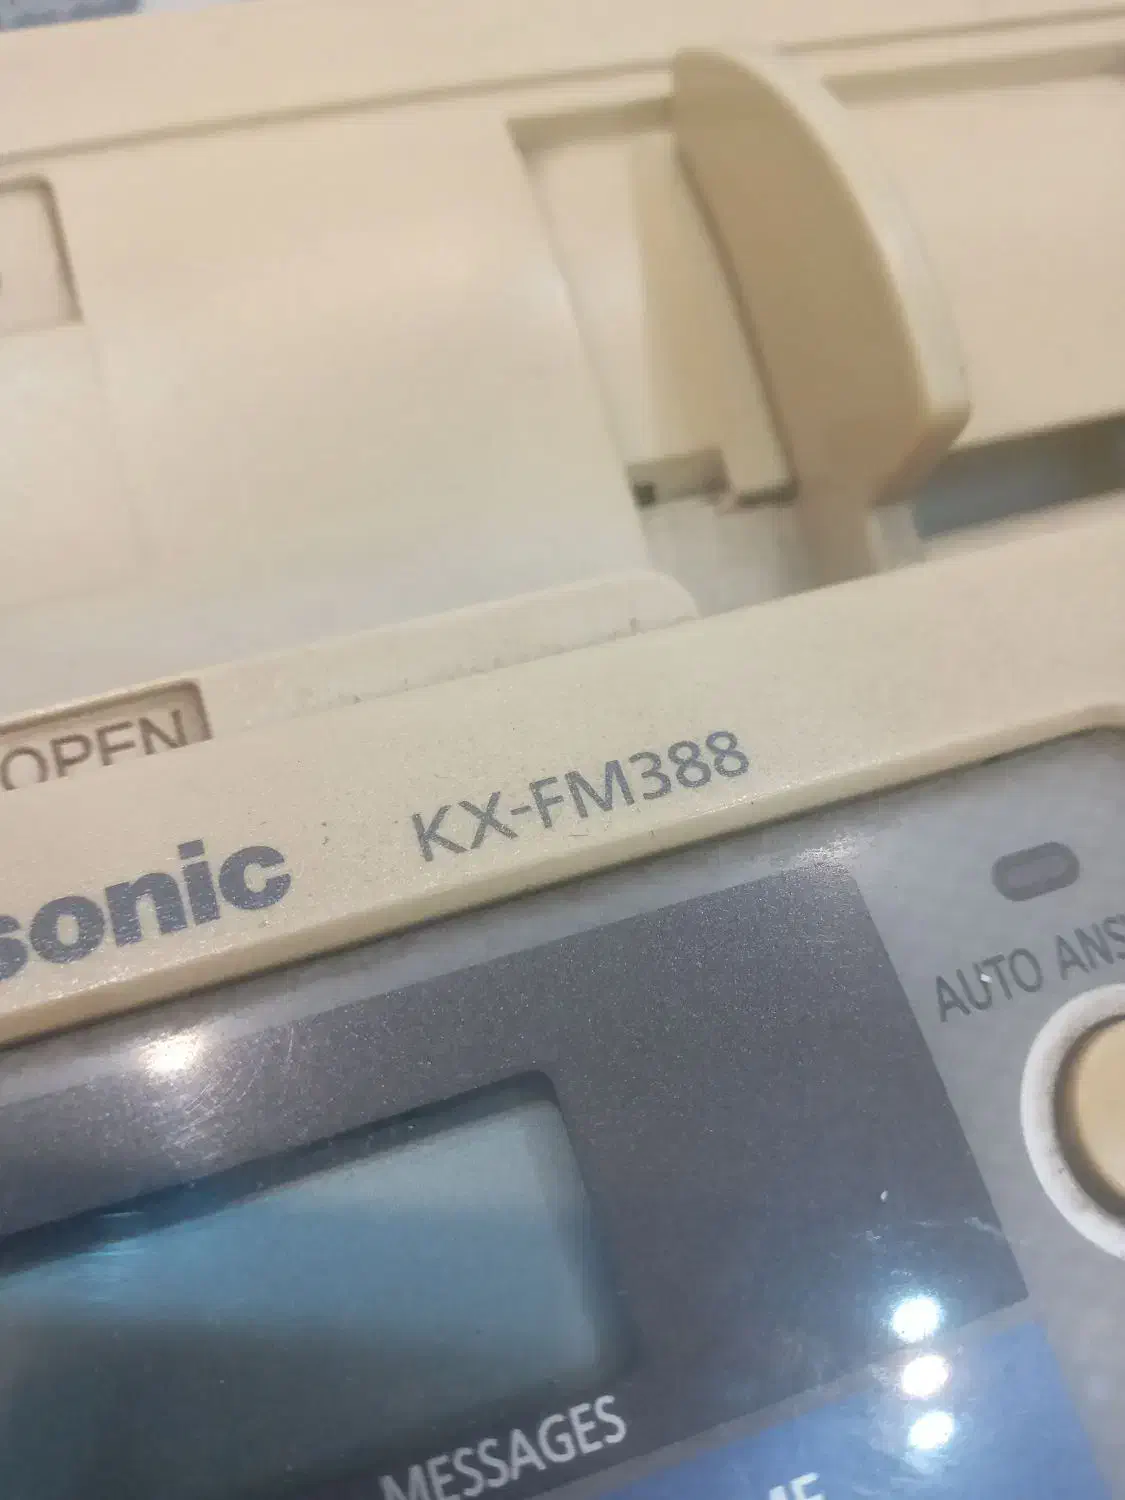 OPEN
sonic KX-FM388
AUTO ANS
MESSAGES